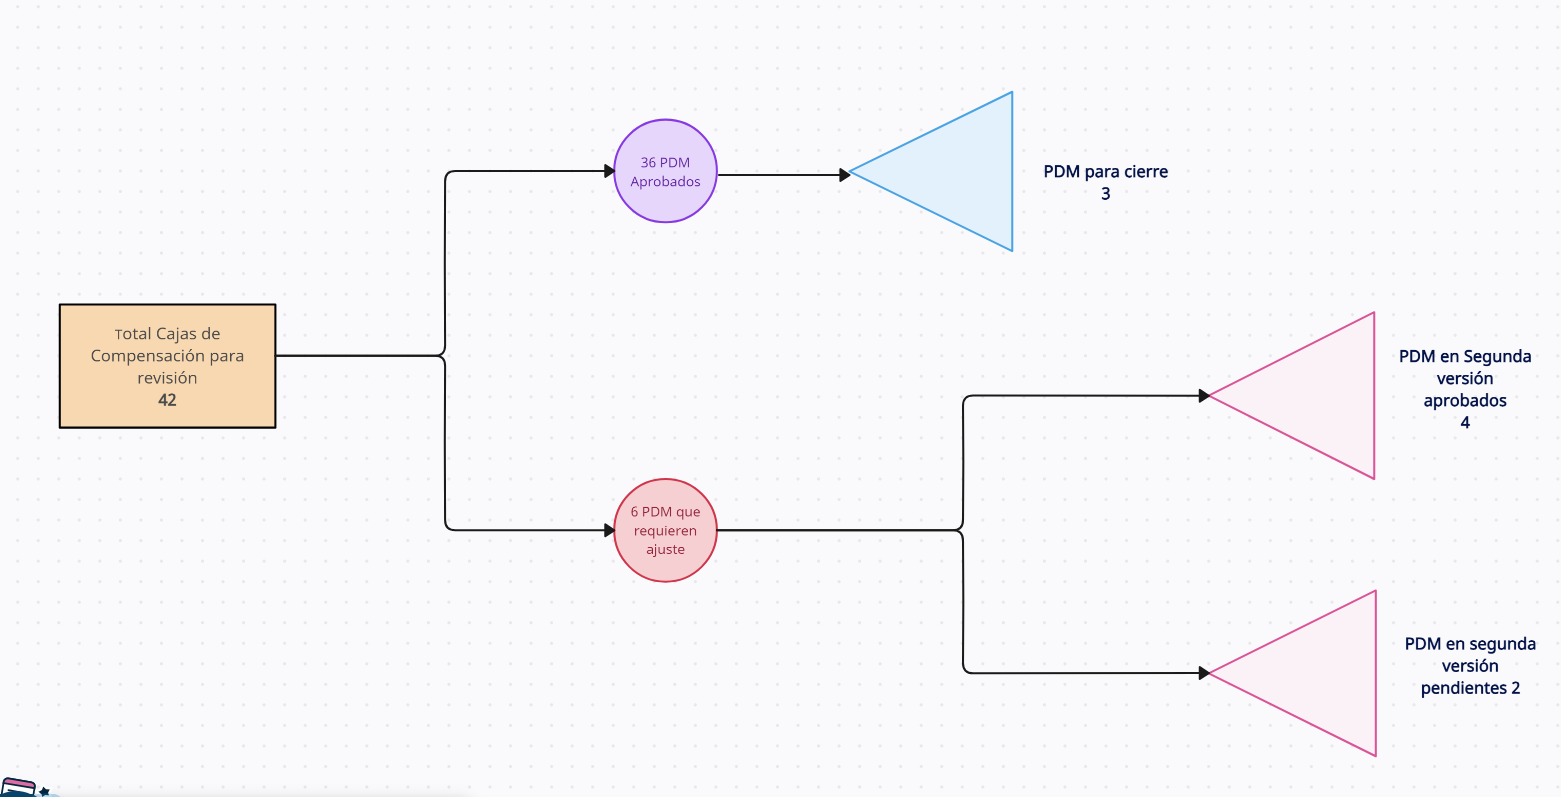 Total Cajas de
Compensación para
revisión
42
36 PDM
Aprobados
PDM para cierre
3
6 PDM que
requieren
ajuste
PDM en Segunda
versión
aprobados
4
PDM en segunda
versión
pendientes 2